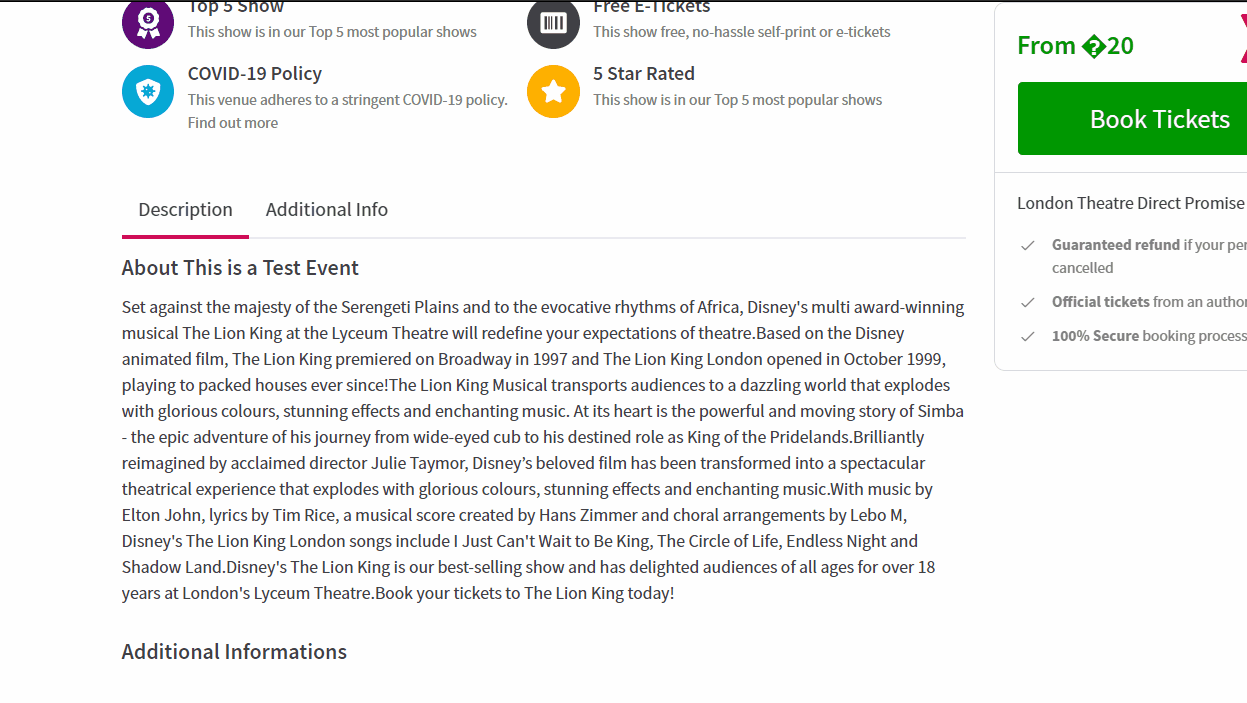 Top 5 Show
This show is in our Top 5 most popular shows
Free E-Tickets
This show free, no-hassle self-print or e-tickets
COVID-19 Policy
This venue adheres to a stringent COVID-19 policy.
Find out more
5 Star Rated
This show is in our Top 5 most popular shows
Description
Additional Info
About This is a Test Event
Set against the majesty of the Serengeti Plains and to the evocative rhythms of Africa, Disney's multi award-winning
musical The Lion King at the Lyceum Theatre will redefine your expectations of theatre.Based on the Disney
animated film, The Lion King premiered on Broadway in 1997 and The Lion King London opened in October 1999,
playing to packed houses ever since!The Lion King Musical transports audiences to a dazzling world that explodes
with glorious colours, stunning effects and enchanting music. At its heart is the powerful and moving story of Simba
- the epic adventure of his journey from wide-eyed cub to his destined role as King of the Pridelands.Brilliantly
reimagined by acclaimed director Julie Taymor, Disney’s beloved film has been transformed into a spectacular
theatrical experience that explodes with glorious colours, stunning effects and enchanting music.With music by
Elton John, lyrics by Tim Rice, a musical score created by Hans Zimmer and choral arrangements by Lebo M,
Disney's The Lion King London songs include I Just Can't Wait to Be King, The Circle of Life, Endless Night and
Shadow Land.Disney's The Lion King is our best-selling show and has delighted audiences of all ages for over 18
years at London's Lyceum Theatre.Book your tickets to The Lion King today!
Additional Informations
From �20
Book Tickets
London Theatre Direct Promise
Guaranteed refund if your
cancelled
Official tickets from an
100% Secure booking process